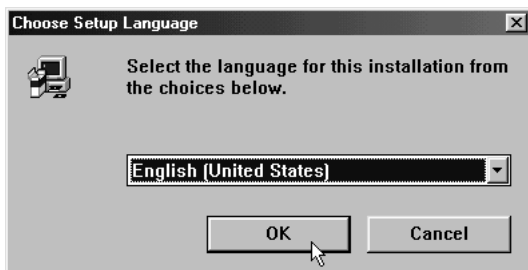 Choose Setup Language
Select the language for this installation from
the choices below.
English (United States)
OK
Cancel